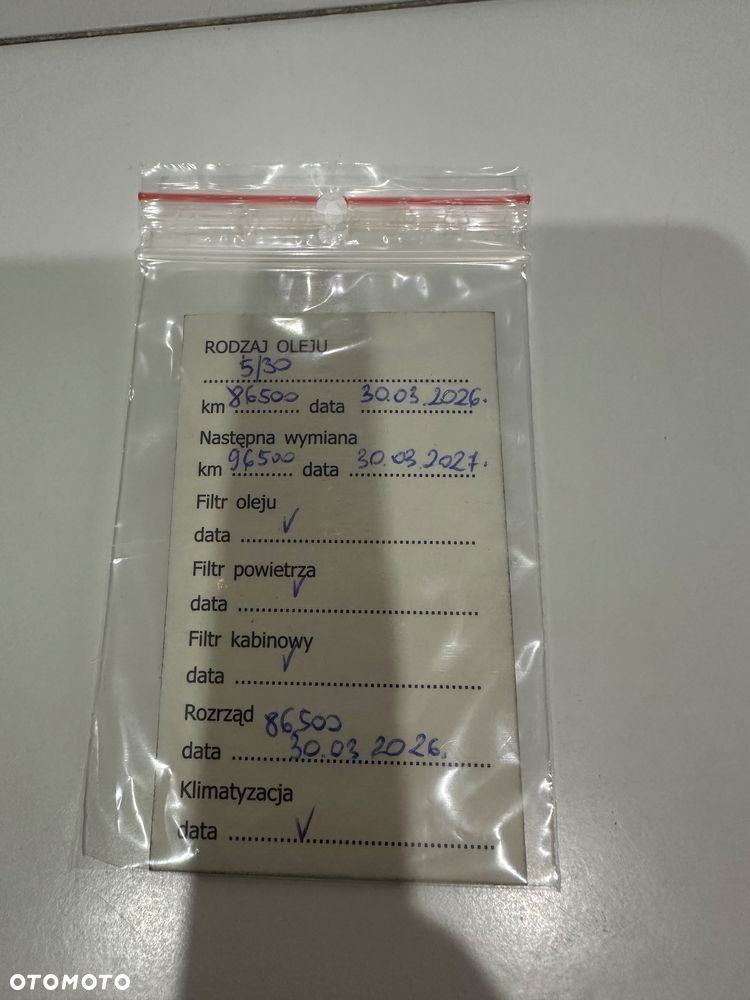 RODZAJ OLEJU
5/30
km 86500 data 30.03.2026.
Następna wymiana
km 96500 data 30.03.2027.
Filtr oleju
data ✓
Filtr powietrza
data ✓
Filtr kabinowy
data ✓
Rozrząd 86500
data 30.03 2026.
Klimatyzacja
data ✓
OTOMOTO